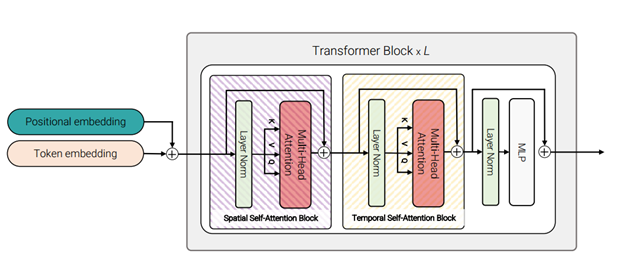 Transformer Block x L
Positional embedding
Token embedding
Layer Norm
K
V
Q
Multi-Head
Attention
Spatial Self-Attention Block
Layer Norm
K
V
Q
Multi-Head
Attention
Temporal Self-Attention Block
Layer Norm
MLP